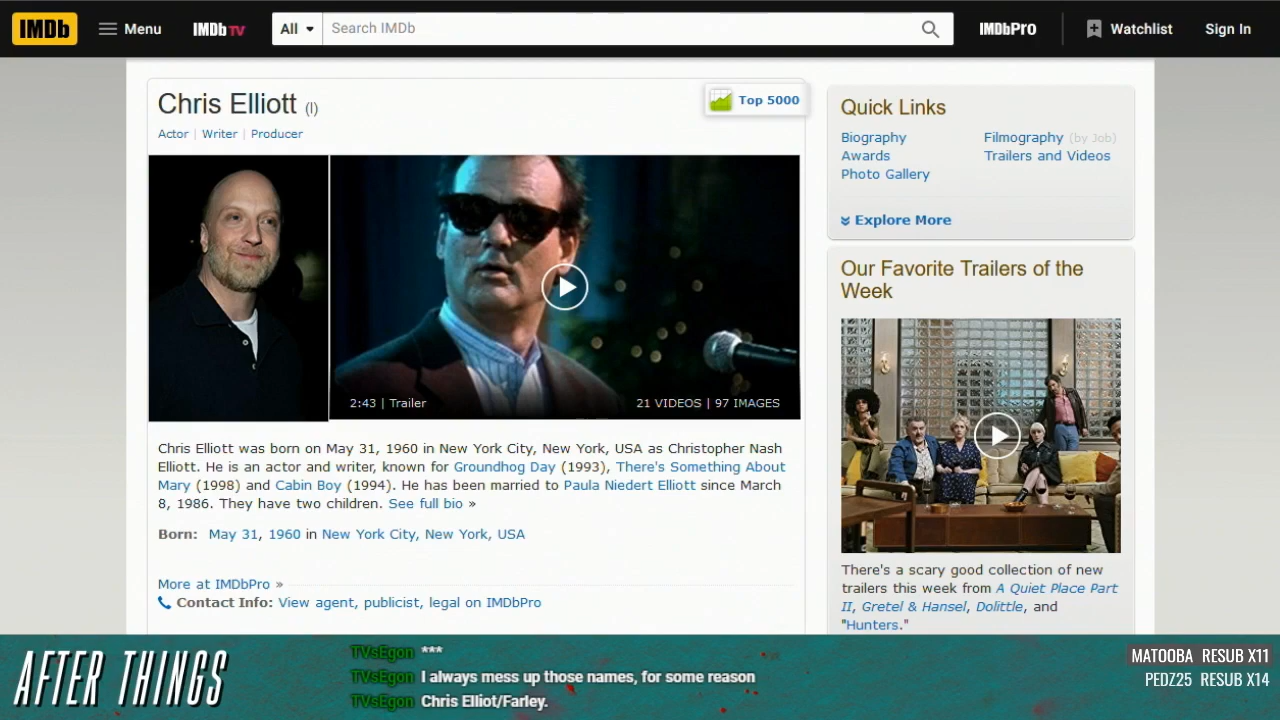 IMDb
Menu
IMDb TV
All
Search IMDb
IMDbPro
Watchlist
Sign In
Chris Elliott (I)
Top 5000
Actor | Writer | Producer
2:43 | Trailer
21 VIDEOS | 97 IMAGES
Chris Elliott was born on May 31, 1960 in New York City, New York, USA as Christopher Nash
Elliott. He is an actor and writer, known for Groundhog Day (1993), There's Something About
Mary (1998) and Cabin Boy (1994). He has been married to Paula Niedert Elliott since March
8, 1986. They have two children. See full bio »
Born: May 31, 1960 in New York City, New York, USA
More at IMDbPro »
Contact Info: View agent, publicist, legal on IMDbPro
Quick Links
Biography
Filmography (by Job)
Awards
Trailers and Videos
Photo Gallery
Explore More
Our Favorite Trailers of the
Week
There's a scary good collection of new
trailers this week from A Quiet Place Part
II, Gretel & Hansel, Dolittle, and
"Hunters."
AFTER THINGS
TVsEgon ***
TVsEgon I always mess up those names, for some reason
TVsEgon Chris Elliot/Farley.
MATOOBA RESUB X11
PEDZ25 RESUB X14